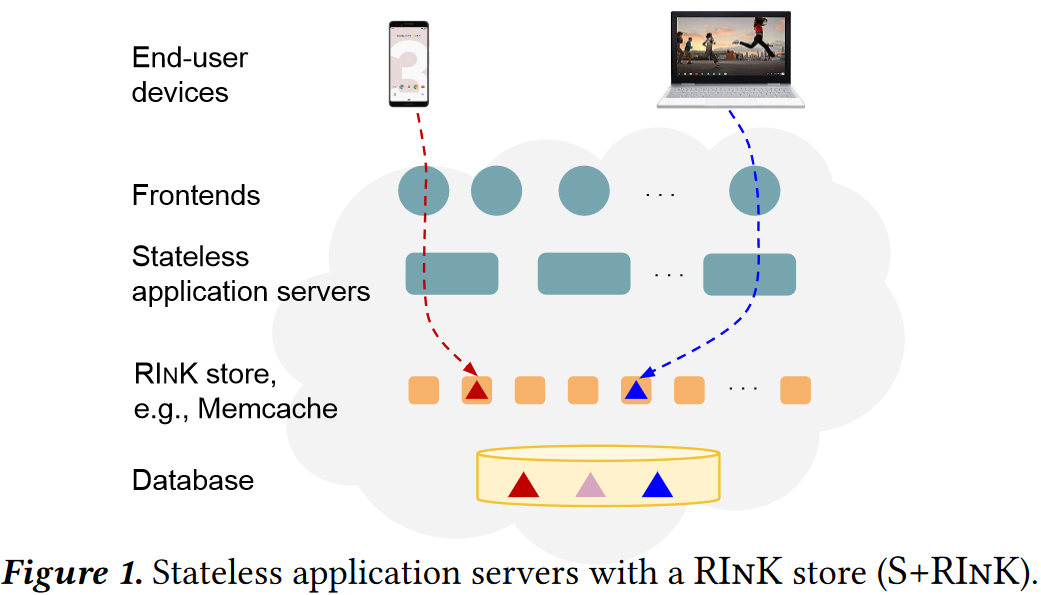 End-user
devices
Frontends
. . .
Stateless
application servers
. . .
RINK store,
e.g., Memcache
. . .
Database
Figure 1. Stateless application servers with a RINK store (S+RINK).